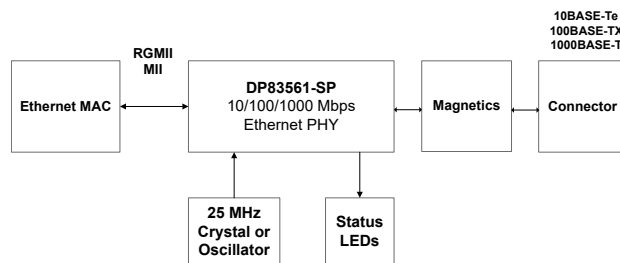 10BASE-Te
100BASE-TX
1000BASE-T
RGMII
MII
Ethernet MAC
DP83561-SP
10/100/1000 Mbps
Ethernet PHY
Magnetics
Connector
25 MHz
Crystal or
Oscillator
Status
LEDs